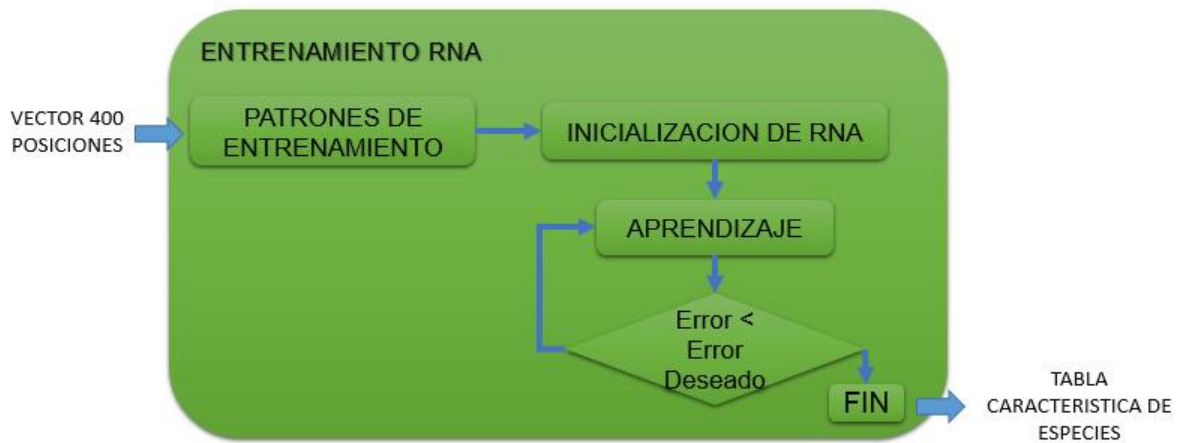 ENTRENAMIENTO RNA
VECTOR 400
POSICIONES
PATRONES DE
ENTRENAMIENTO
INICIALIZACION DE RNA
APRENDIZAJE
Error <
Error
Deseado
FIN
TABLA
CARACTERISTICA DE
ESPECIES